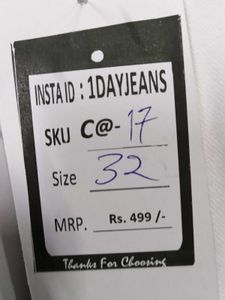 INSTA ID : 1DAYJEANS
SKU C@-17
Size 32
MRP. Rs. 499 /-
Thanks For Choosing